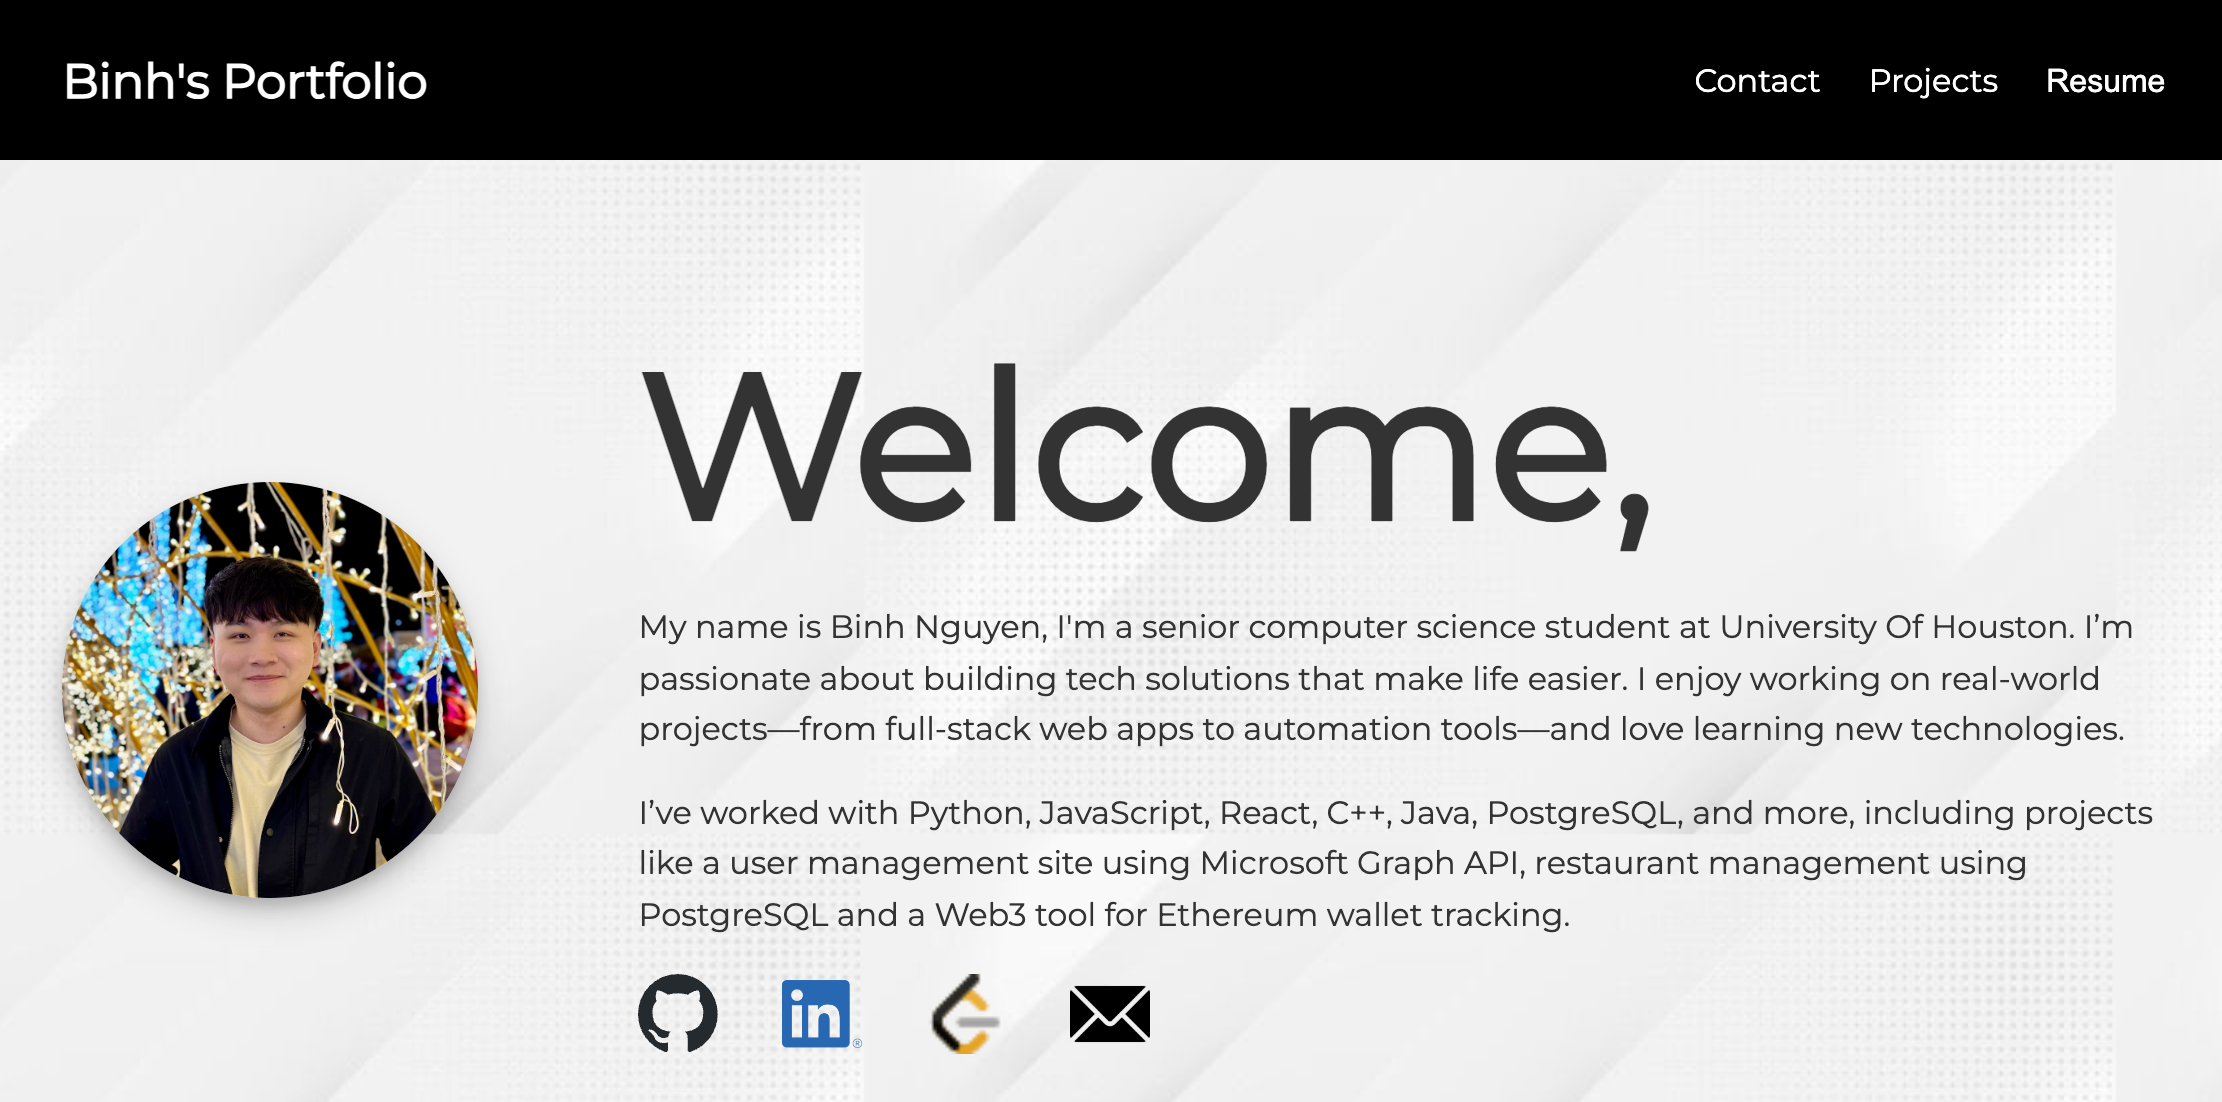 Binh's Portfolio
Contact Projects Resume
Welcome,
My name is Binh Nguyen, I'm a senior computer science student at University Of Houston. I’m
passionate about building tech solutions that make life easier. I enjoy working on real-world
projects—from full-stack web apps to automation tools—and love learning new technologies.
I’ve worked with Python, JavaScript, React, C++, Java, PostgreSQL, and more, including projects
like a user management site using Microsoft Graph API, restaurant management using
PostgreSQL and a Web3 tool for Ethereum wallet tracking.
in®